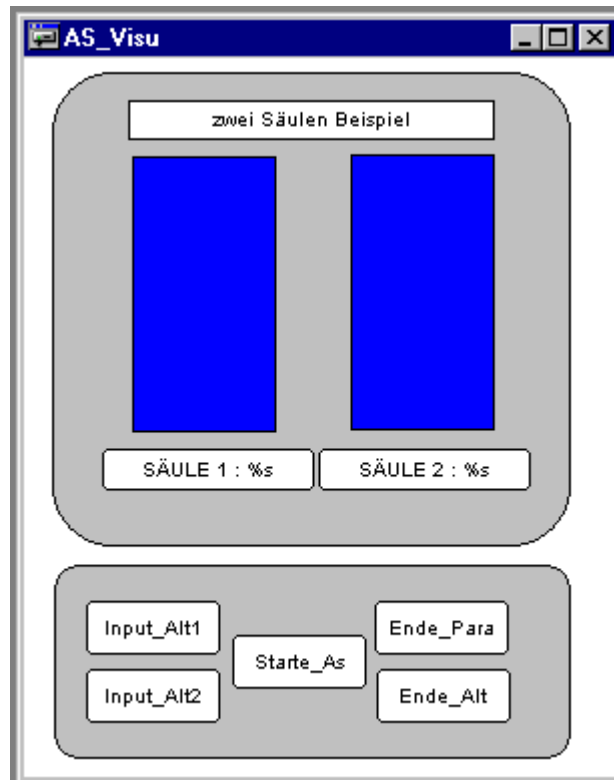 AS_Visu
zwei Säulen Beispiel
SÄULE 1 : %s
SÄULE 2 : %s
Input_Alt1
Ende_Para
Starte_As
Input_Alt2
Ende_Alt